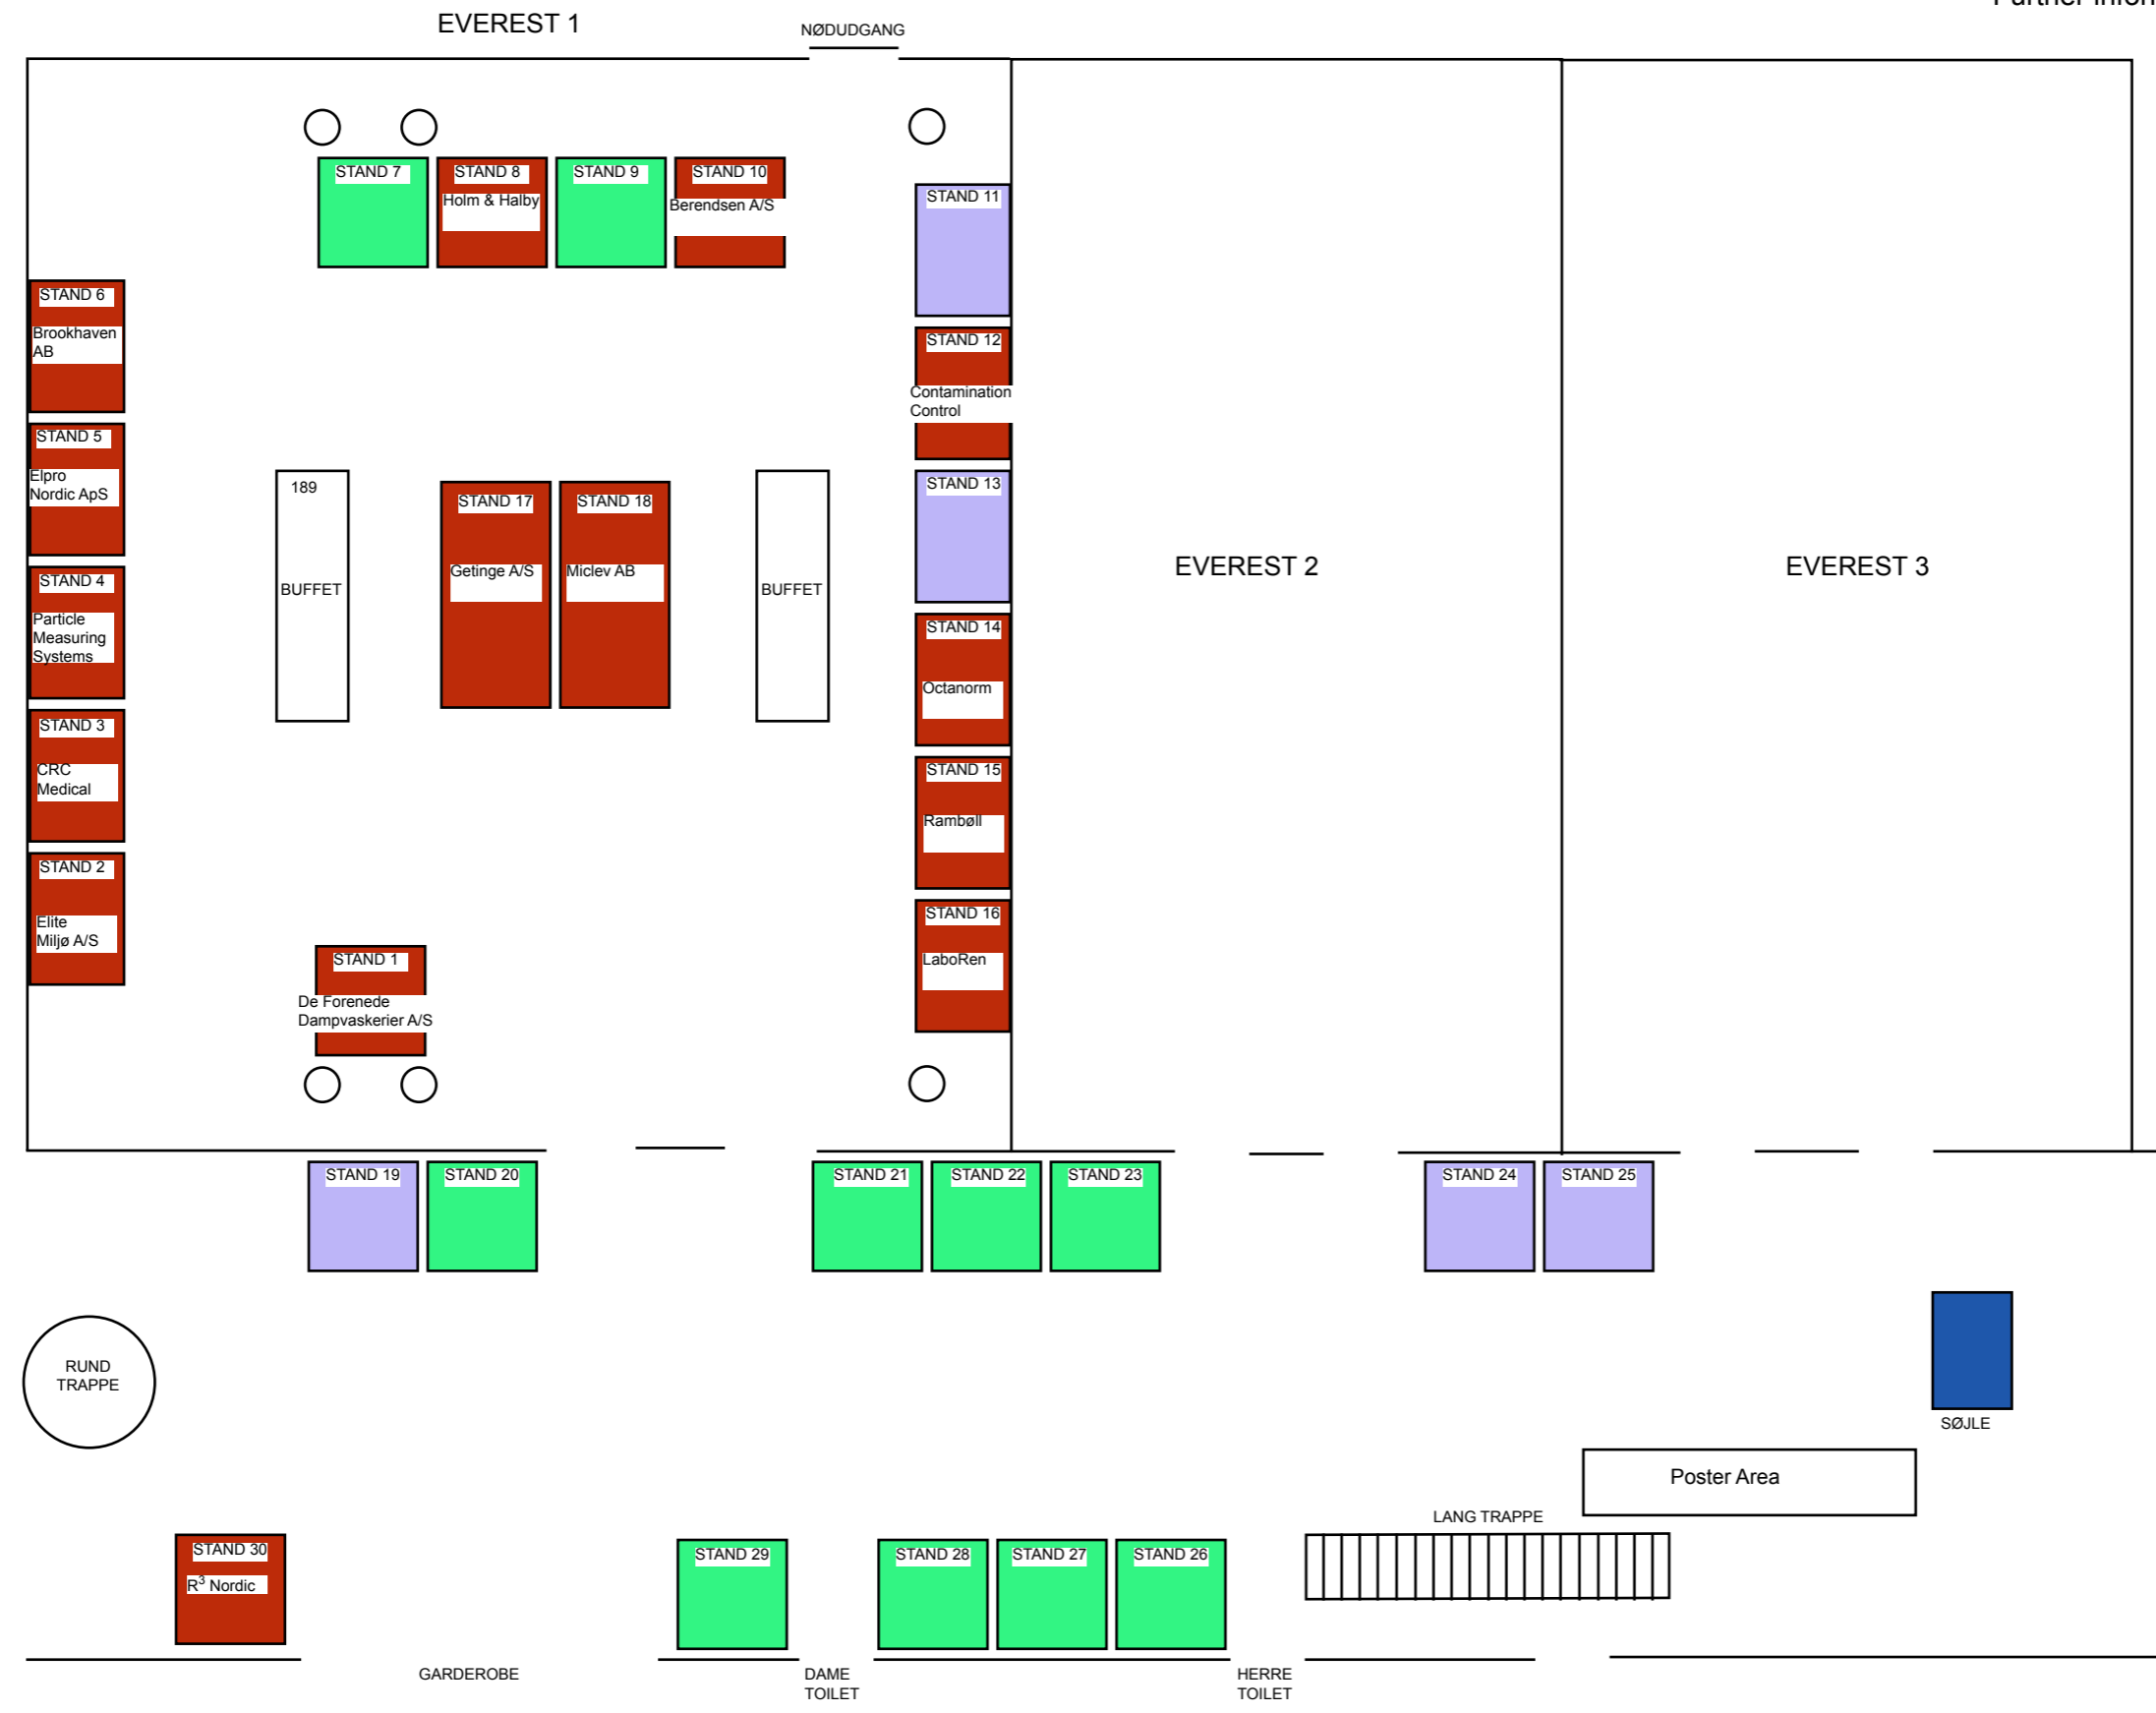 EVEREST 1
NØDUDGANG
STAND 7
STAND 8
Holm & Halby
STAND 9
STAND 10
Berendsen A/S
STAND 11
STAND 6
Brookhaven
AB
STAND 12
Contamination
Control
STAND 5
Elpro
Nordic ApS
189
BUFFET
STAND 17
Getinge A/S
STAND 18
Miclev AB
BUFFET
STAND 13
EVEREST 2
EVEREST 3
STAND 4
Particle
Measuring
Systems
STAND 14
Octanorm
STAND 3
CRC
Medical
STAND 15
Rambøll
STAND 2
Elite
Miljø A/S
STAND 16
LaboRen
STAND 1
De Forenede
Dampvaskerier A/S
STAND 19
STAND 20
STAND 21
STAND 22
STAND 23
STAND 24
STAND 25
RUND
TRAPPE
SØJLE
Poster Area
LANG TRAPPE
STAND 30
R³ Nordic
STAND 29
STAND 28
STAND 27
STAND 26
GARDEROBE
DAME
TOILET
HERRE
TOILET